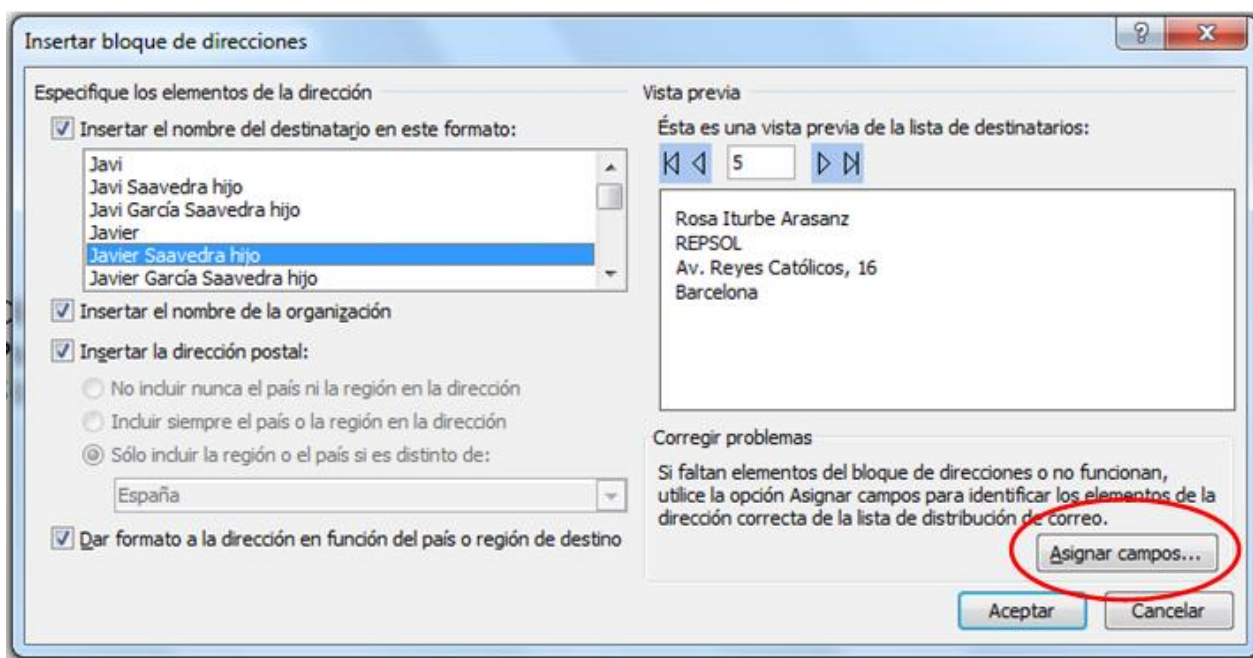 Insertar bloque de direcciones
Especifique los elementos de la dirección
Insertar el nombre del destinatario en este formato:
Javi
Javi Saavedra hijo
Javi García Saavedra hijo
Javier
Javier Saavedra hijo
Javier García Saavedra hijo
Insertar el nombre de la organización
Insertar la dirección postal:
No incluir nunca el país ni la región en la dirección
Incluir siempre el país o la región en la dirección
Sólo incluir la región o el país si es distinto de:
España
Dar formato a la dirección en función del país o región de destino
Vista previa
Ésta es una vista previa de la lista de destinatarios:
5
Rosa Iturbe Arasanz
REPSOL
Av. Reyes Católicos, 16
Barcelona
Corregir problemas
Si faltan elementos del bloque de direcciones o no funcionan,
utilice la opción Asignar campos para identificar los elementos de la
dirección correcta de la lista de distribución de correo.
Asignar campos...
Aceptar
Cancelar